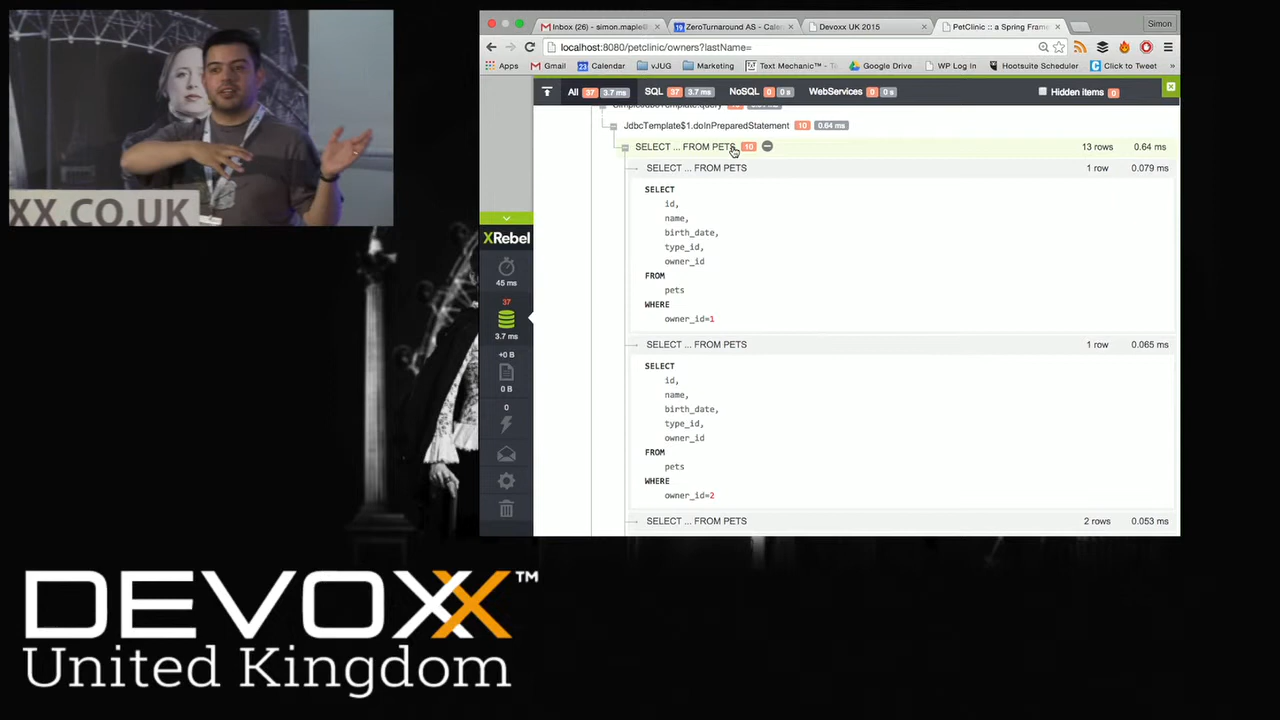 XX.CO.UK
Inbox (26) - simon.maple@
ZeroTurnaround AS - Cale
Devoxx UK 2015
PetClinic :: a Spring Fram
Simon
localhost:8080/petclinic/owners?lastName=
Apps
Gmail
Calendar
vJUG
Marketing
Text Mechanic™ - T
Google Drive
WP Log In
Hootsuite Scheduler
Click to Tweet
All 37 3.7 ms
SQL 37 3.7 ms
NoSQL 0 0 s
WebServices 0 0 s
Hidden items 0
SimpleJdbcTemplate.query
JdbcTemplate$1.doInPreparedStatement 10 0.64 ms
SELECT ... FROM PETS 10 13 rows 0.64 ms
SELECT ... FROM PETS 1 row 0.079 ms
SELECT
id,
name,
birth_date,
type_id,
owner_id
FROM
pets
WHERE
owner_id=1
SELECT ... FROM PETS 1 row 0.065 ms
SELECT
id,
name,
birth_date,
type_id,
owner_id
FROM
pets
WHERE
owner_id=2
SELECT ... FROM PETS 2 rows 0.053 ms
XRebel
45 ms
37
3.7 ms
+0 B
0 B
0
DEVOXX™
United Kingdom